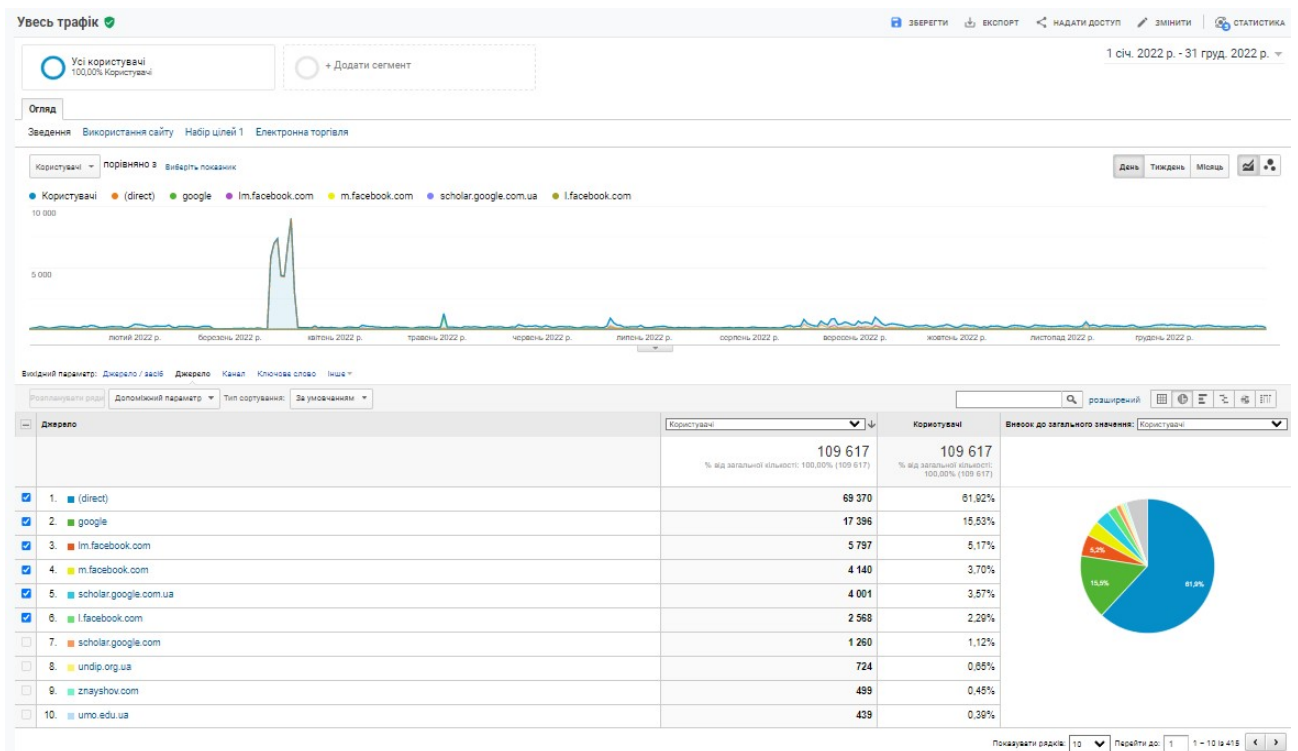 Увесь трафік
ЗБЕРЕГТИ ЕКСПОРТ НАДАТИ ДОСТУП ЗМІНИТИ СТАТИСТИКА
Усі користувачі
100,00% Користувачі
+ Додати сегмент
1 січ. 2022 р. - 31 груд. 2022 р.
Огляд
Зведення Використання сайту Набір цілей 1 Електронна торгівля
Користувачі порівняно з Виберіть показник
День Тиждень Місяць
Користувачі (direct) google lm.facebook.com m.facebook.com scholar.google.com.ua l.facebook.com
10 000
5 000
лютий 2022 р. березень 2022 р. квітень 2022 р. травень 2022 р. червень 2022 р. липень 2022 р. серпень 2022 р. вересень 2022 р. жовтень 2022 р. листопад 2022 р. грудень 2022 р.
Вихідний параметр: Джерело / засіб Джерело Канал Ключове слово Інше
Розпланувати ряди Допоміжний параметр Тип сортування: За умовчанням розширений
Джерело Користувачі Користувачі Внесок до загального значення: Користувачі
109 617 109 617
% від загальної кількості: 100,00% (109 617) % від загальної кількості: 100,00% (109 617)
1. (direct) 69 370 61,92%
2. google 17 396 15,53%
3. lm.facebook.com 5 797 5,17%
4. m.facebook.com 4 140 3,70%
5. scholar.google.com.ua 4 001 3,57%
6. l.facebook.com 2 568 2,29%
7. scholar.google.com 1 260 1,12%
8. undip.org.ua 724 0,65%
9. znayshov.com 499 0,45%
10. umo.edu.ua 439 0,39%
5,2%
15,5%
61,9%
Показувати рядків: 10 Перейти до: 1 1 – 10 із 415